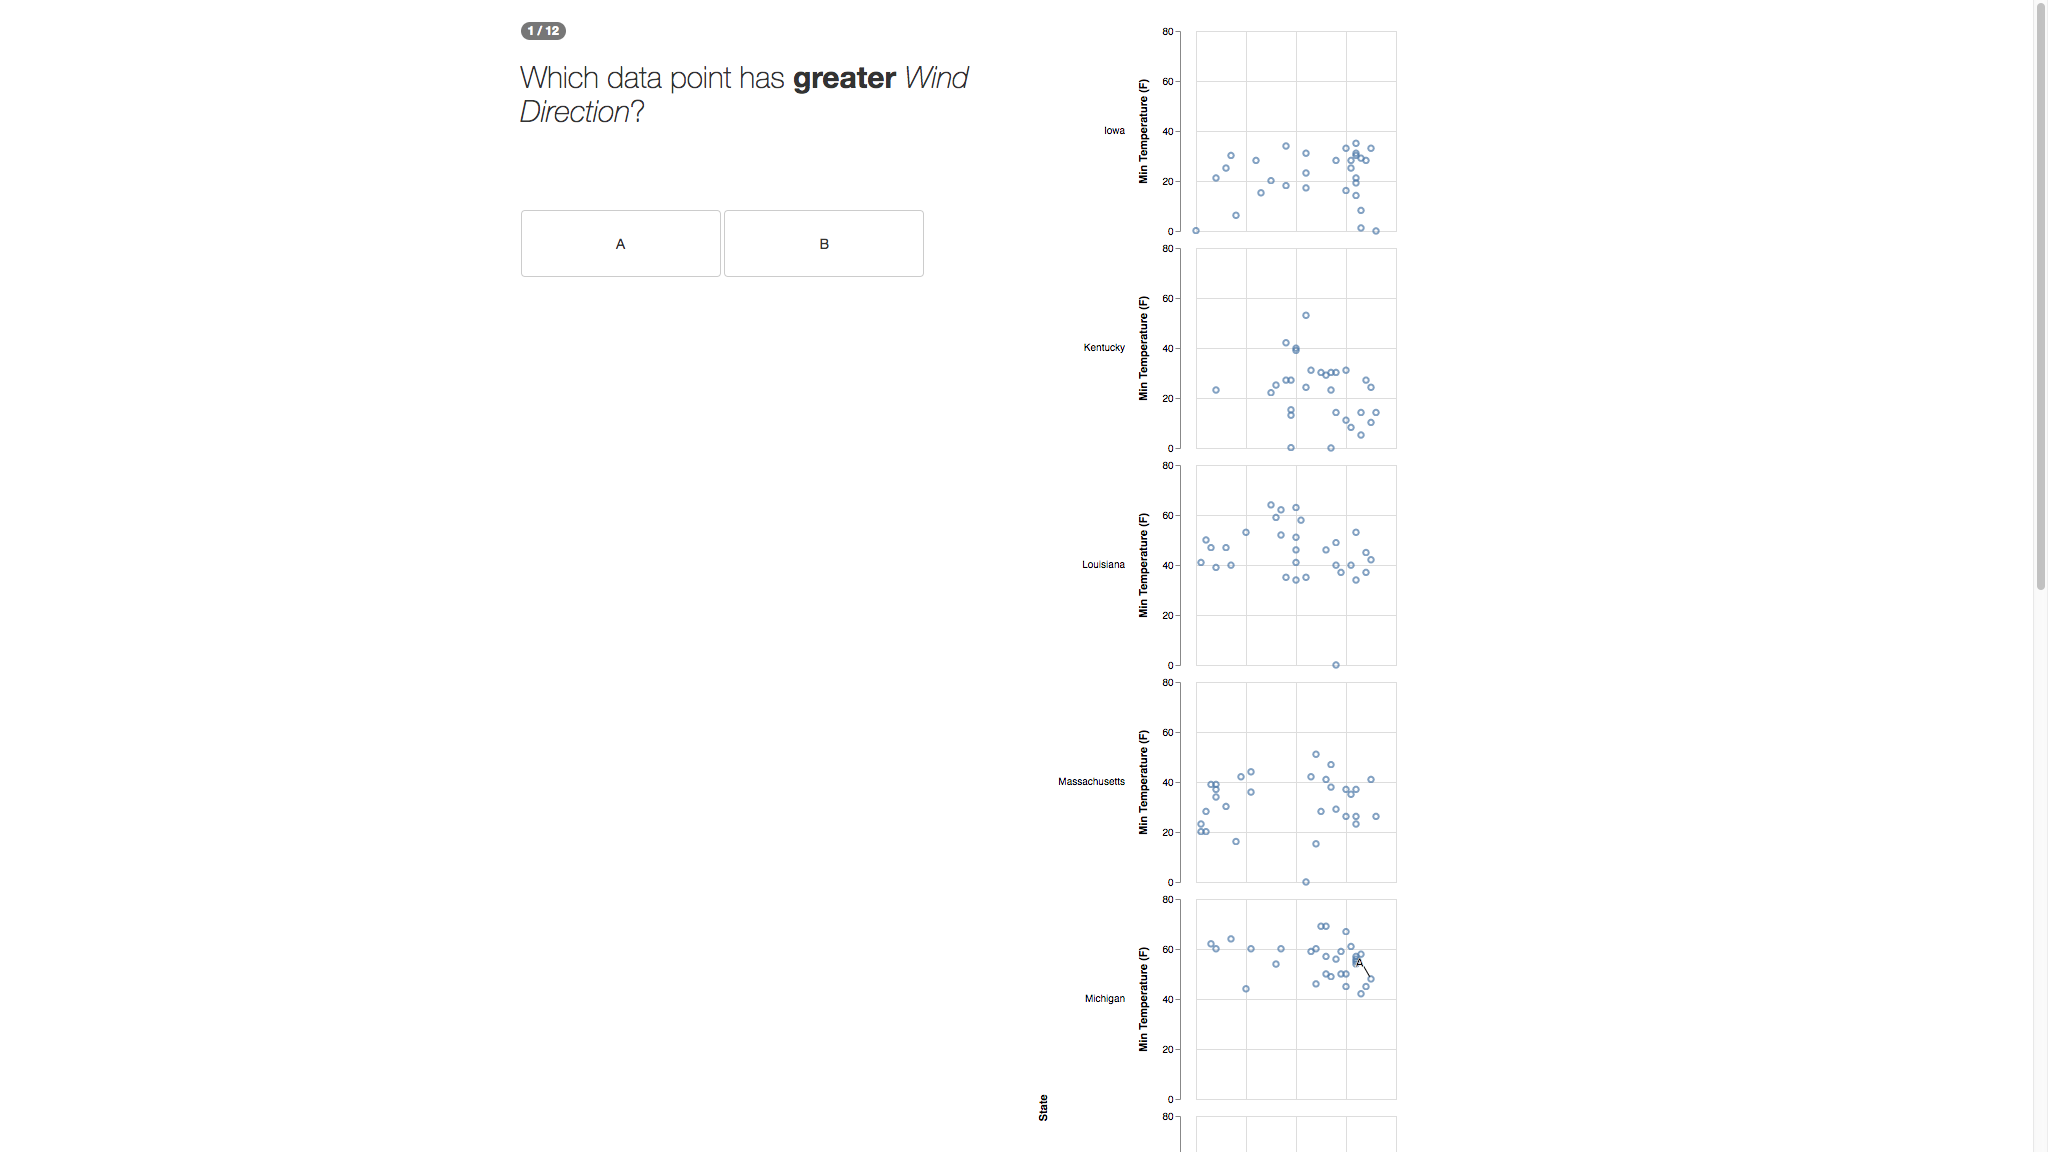 1 / 12
Which data point has greater Wind
Direction?
A
B
80
60
40
20
0
Min Temperature (F)
Iowa
80
60
40
20
0
Min Temperature (F)
Kentucky
80
60
40
20
0
Min Temperature (F)
Louisiana
80
60
40
20
0
Min Temperature (F)
Massachusetts
80
60
40
20
0
Min Temperature (F)
Michigan
A
State
80